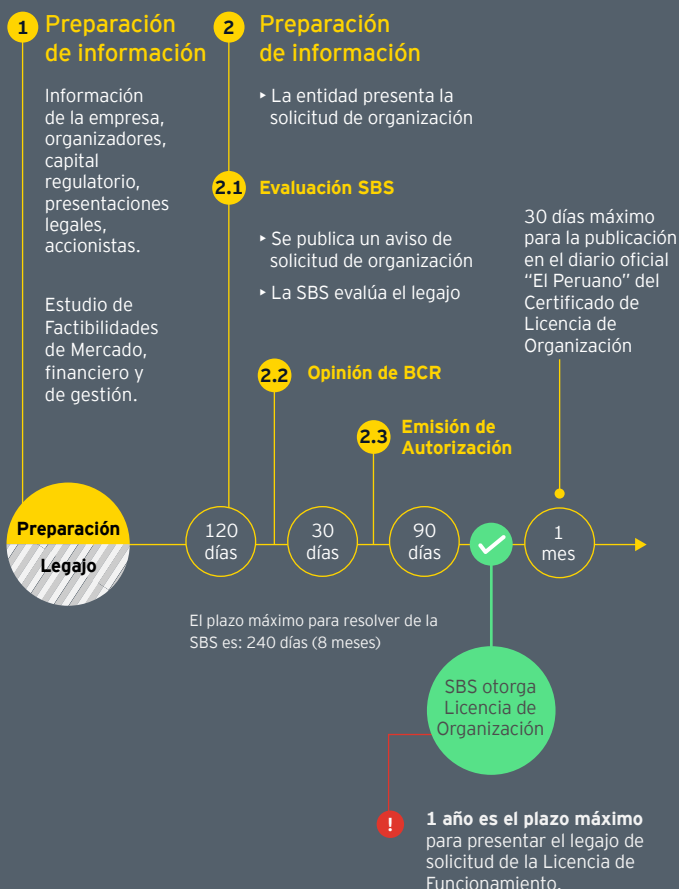 1 Preparación
de información
Información
de la empresa,
organizadores,
capital
regulatorio,
presentaciones
legales,
accionistas.
Estudio de
Factibilidades
de Mercado,
financiero y
de gestión.
2 Preparación
de información
‣ La entidad presenta la
solicitud de organización
2.1 Evaluación SBS
‣ Se publica un aviso de
solicitud de organización
‣ La SBS evalúa el legajo
2.2 Opinión de BCR
2.3 Emisión de
Autorización
30 días máximo
para la publicación
en el diario oficial
“El Peruano” del
Certificado de
Licencia de
Organización
Preparación
Legajo
120
días
30
días
90
días
1
mes
El plazo máximo para resolver de la
SBS es: 240 días (8 meses)
SBS otorga
Licencia de
Organización
! 1 año es el plazo máximo
para presentar el legajo de
solicitud de la Licencia de
Funcionamiento.